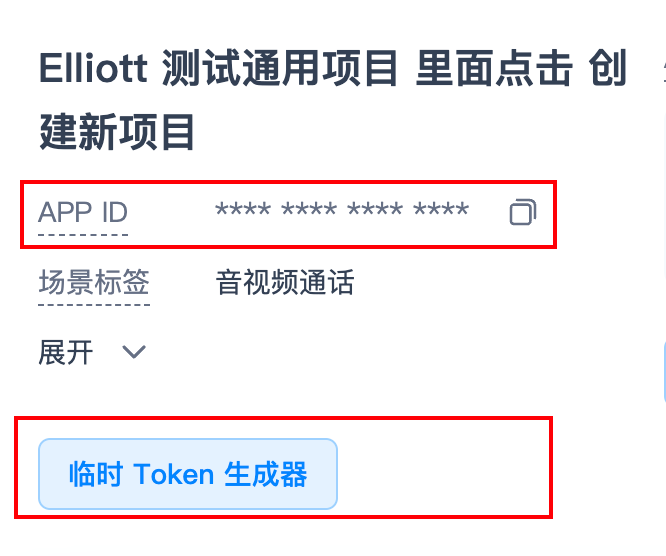 Elliott 测试通用项目 里面点击 创
建新项目
APP ID **** **** **** ****
场景标签 音视频通话
展开
临时 Token 生成器